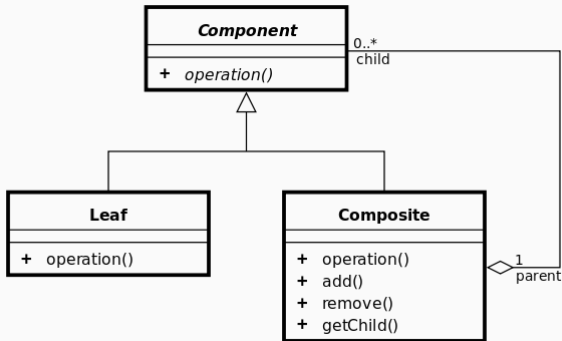 Component
+ operation()
0..*
child
Leaf
+ operation()
Composite
+ operation()
+ add()
+ remove()
+ getChild()
1
parent